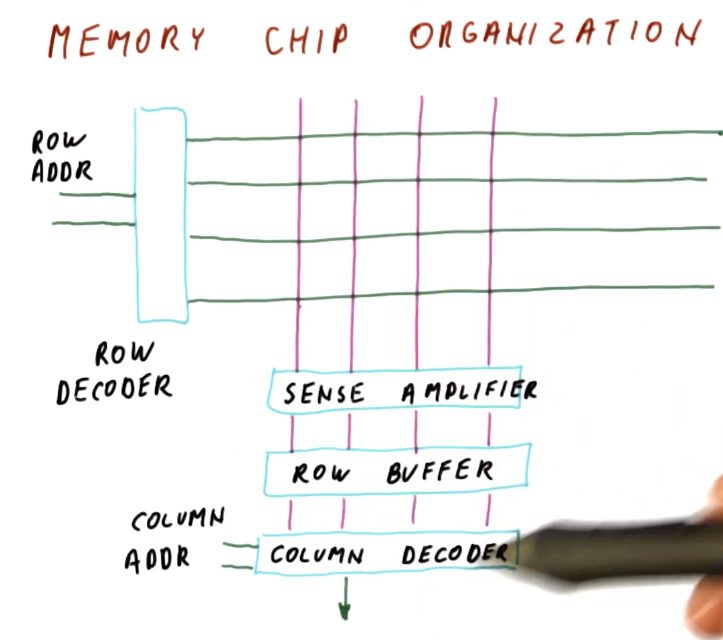 MEMORY CHIP ORGANIZATION
ROW
ADDR
ROW
DECODER
SENSE AMPLIFIER
ROW BUFFER
COLUMN
ADDR
COLUMN DECODER